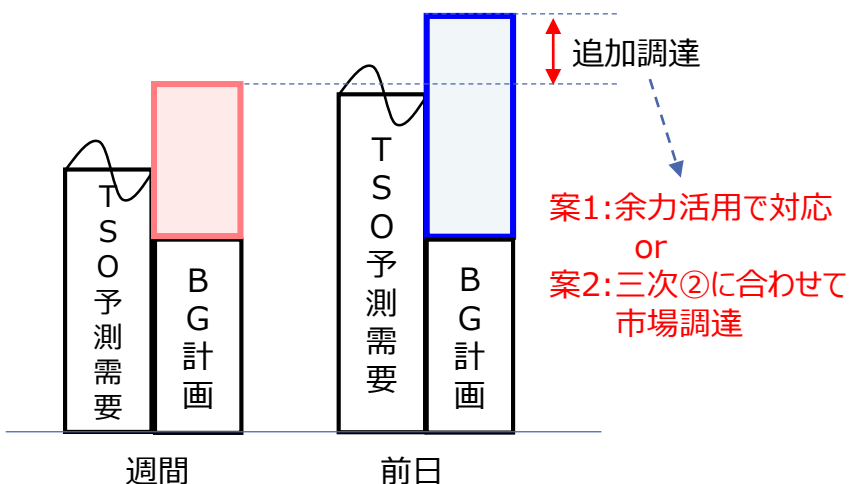 追加調達
案1:余力活用で対応
or
案2:三次②に合わせて
市場調達
TSO予測需要
BG計画
TSO予測需要
BG計画
週間
前日